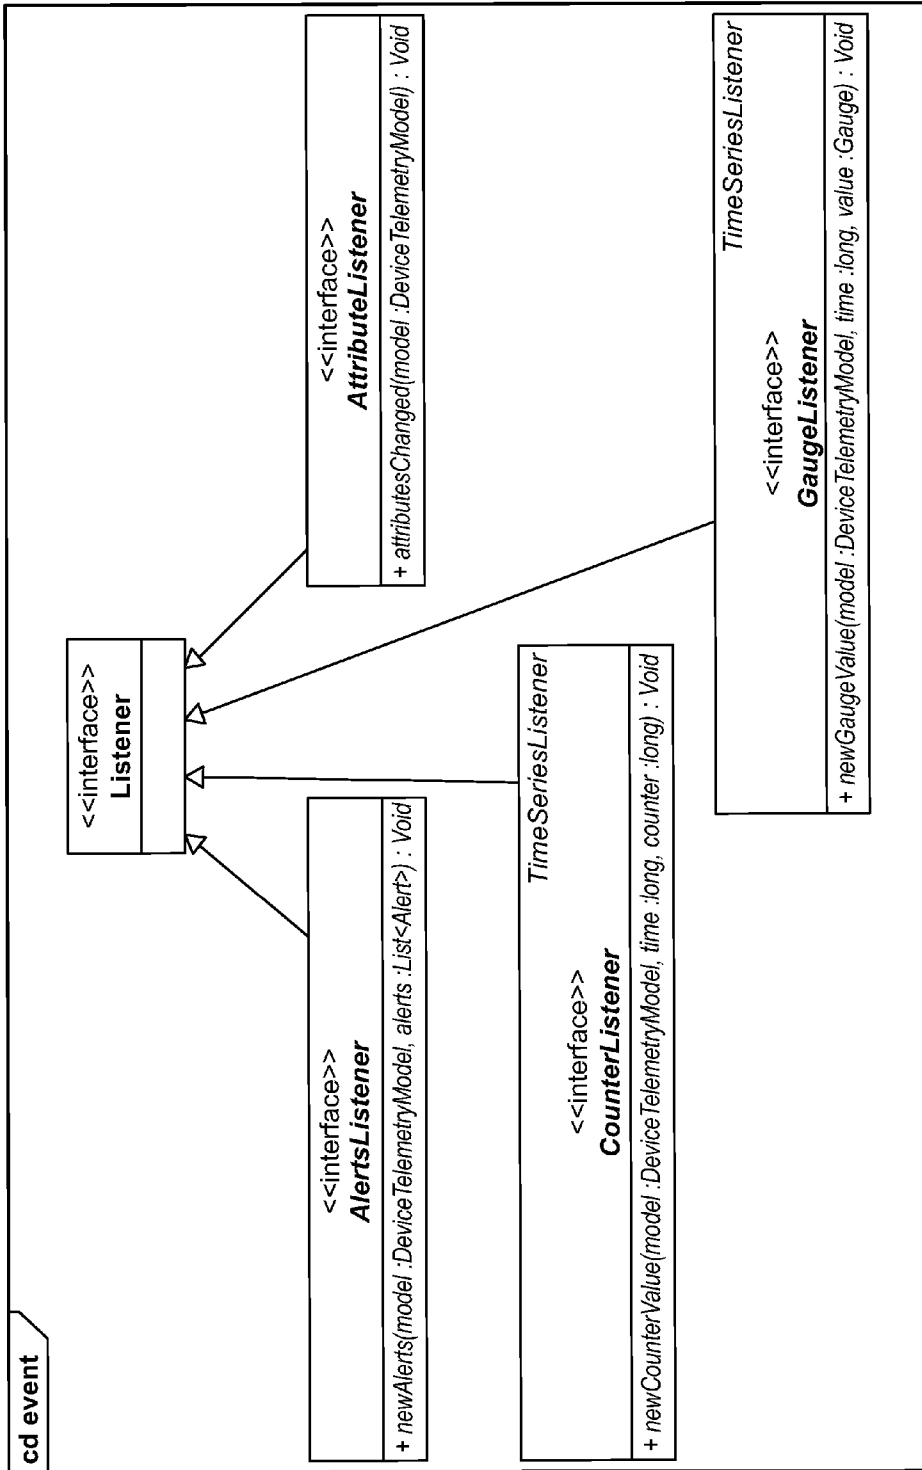 cd event
<<interface>>
Listener
<<interface>>
AlertsListener
+ newAlerts(model :DeviceTelemetryModel, alerts :List<Alert>) : Void
<<interface>>
AttributeListener
+ attributesChanged(model :DeviceTelemetryModel) : Void
TimeSeriesListener
<<interface>>
CounterListener
+ newCounterValue(model :DeviceTelemetryModel, time :long, counter :long) : Void
TimeSeriesListener
<<interface>>
GaugeListener
+ newGaugeValue(model :DeviceTelemetryModel, time :long, value :Gauge) : Void